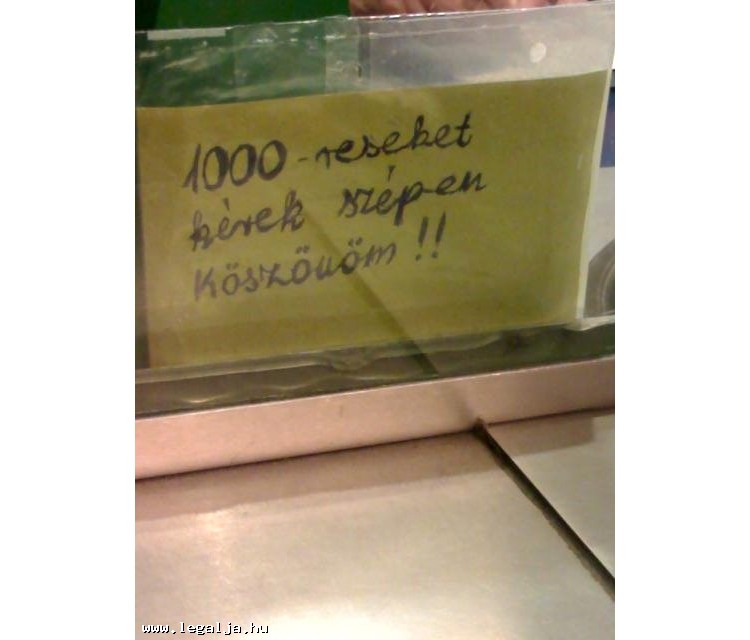 1000-reseket
kérek szépen
Köszönöm !!
www.legalja.hu